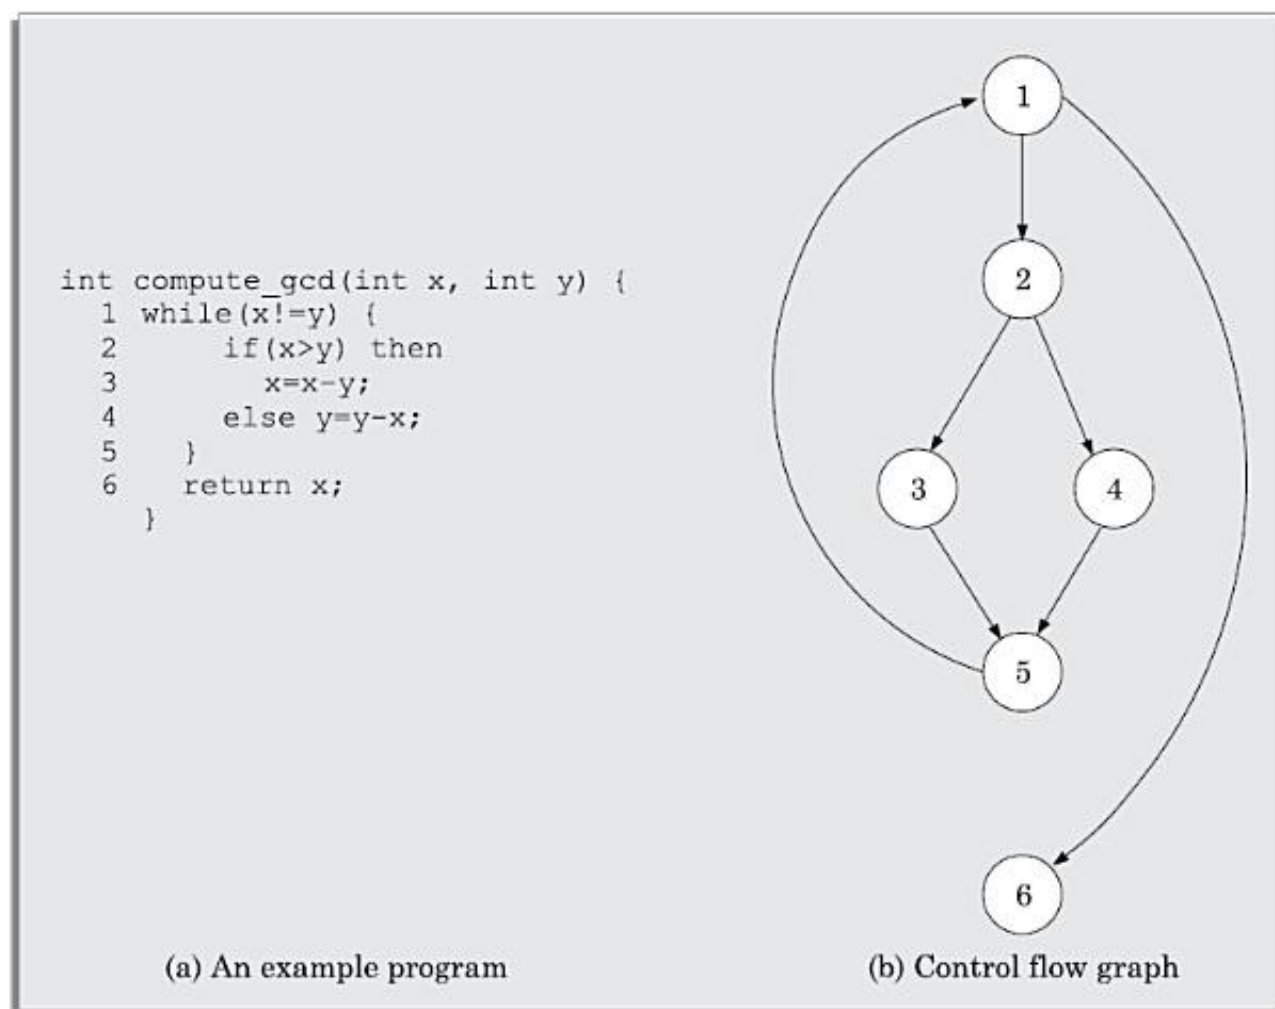 int compute_gcd(int x, int y) {
1 while(x!=y) {
2 if(x>y) then
3 x=x-y;
4 else y=y-x;
5 }
6 return x;
}
1
2
3 4
5
6
(a) An example program
(b) Control flow graph